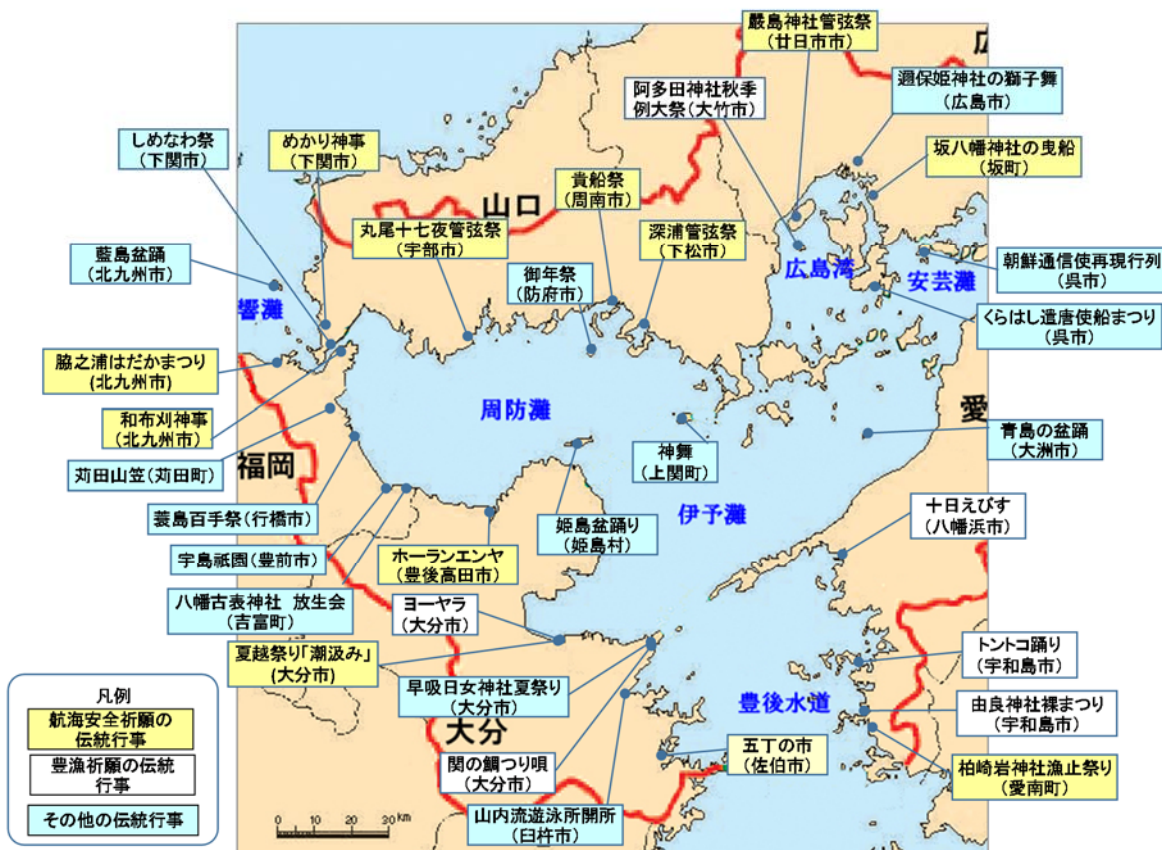 厳島神社管弦祭
(廿日市市)
広
阿多田神社秋季
例大祭(大竹市)
邇保姫神社の獅子舞
(広島市)
しめなわ祭
(下関市)
めかり神事
(下関市)
坂八幡神社の曳船
(坂町)
貴船祭
(周南市)
山口
丸尾十七夜管弦祭
(宇部市)
深浦管弦祭
(下松市)
藍島盆踊
(北九州市)
御年祭
(防府市)
広島湾
安芸灘
朝鮮通信使再現行列
(呉市)
響灘
くらはし遣唐使船まつり
(呉市)
脇之浦はだかまつり
(北九州市)
周防灘
愛
和布刈神事
(北九州市)
青島の盆踊
(大洲市)
神舞
(上関町)
苅田山笠(苅田町)
福岡
蓑島百手祭(行橋市)
姫島盆踊り
(姫島村)
伊予灘
十日えびす
(八幡浜市)
宇島祇園(豊前市)
ホーランエンヤ
(豊後高田市)
八幡古表神社 放生会
(吉富町)
ヨーヤラ
(大分市)
夏越祭り「潮汲み」
(大分市)
トントコ踊り
(宇和島市)
早吸日女神社夏祭り
(大分市)
豊後水道
由良神社裸まつり
(宇和島市)
大分
五丁の市
(佐伯市)
関の鯛つり唄
(大分市)
柏崎岩神社漁止祭り
(愛南町)
山内流遊泳所開所
(臼杵市)
凡例
航海安全祈願の
伝統行事
豊漁祈願の伝統
行事
その他の伝統行事
0 10 20 30 km